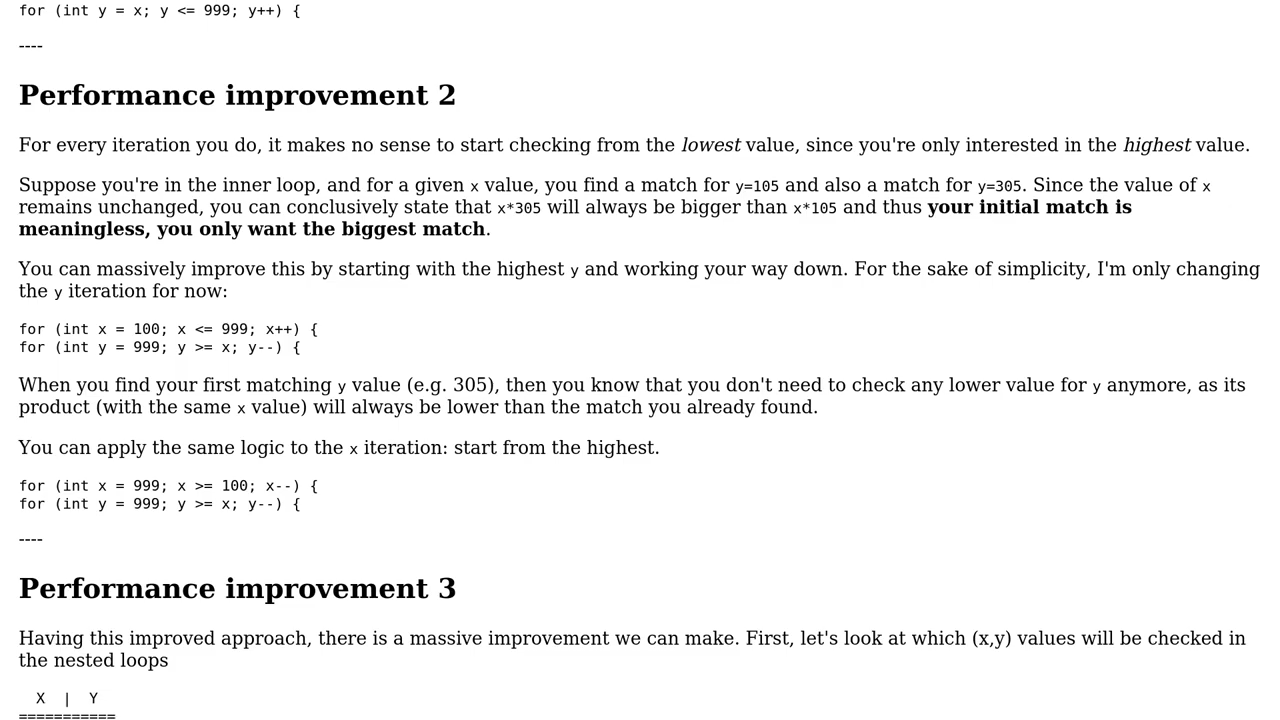 for (int y = x; y <= 999; y++) {
----
Performance improvement 2
For every iteration you do, it makes no sense to start checking from the lowest value, since you're only interested in the highest value.
Suppose you're in the inner loop, and for a given x value, you find a match for y=105 and also a match for y=305. Since the value of x
remains unchanged, you can conclusively state that x*305 will always be bigger than x*105 and thus your initial match is
meaningless, you only want the biggest match.
You can massively improve this by starting with the highest y and working your way down. For the sake of simplicity, I'm only changing
the y iteration for now:
for (int x = 100; x <= 999; x++) {
for (int y = 999; y >= x; y--) {
When you find your first matching y value (e.g. 305), then you know that you don't need to check any lower value for y anymore, as its
product (with the same x value) will always be lower than the match you already found.
You can apply the same logic to the x iteration: start from the highest.
for (int x = 999; x >= 100; x--) {
for (int y = 999; y >= x; y--) {
----
Performance improvement 3
Having this improved approach, there is a massive improvement we can make. First, let's look at which (x,y) values will be checked in
the nested loops
X | Y
===========